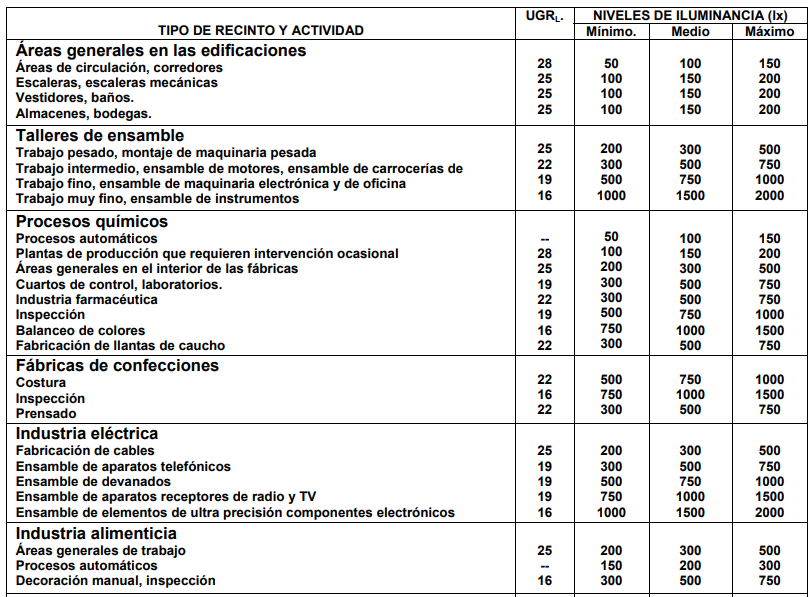 TIPO DE RECINTO Y ACTIVIDAD UGRL. NIVELES DE ILUMINANCIA (lx)
Mínimo. Medio Máximo
Áreas generales en las edificaciones
Áreas de circulación, corredores 28 50 100 150
Escaleras, escaleras mecánicas 25 100 150 200
Vestidores, baños. 25 100 150 200
Almacenes, bodegas. 25 100 150 200
Talleres de ensamble
Trabajo pesado, montaje de maquinaria pesada 25 200 300 500
Trabajo intermedio, ensamble de motores, ensamble de carrocerías de 22 300 500 750
Trabajo fino, ensamble de maquinaria electrónica y de oficina 19 500 750 1000
Trabajo muy fino, ensamble de instrumentos 16 1000 1500 2000
Procesos químicos
Procesos automáticos -- 50 100 150
Plantas de producción que requieren intervención ocasional 28 100 150 200
Áreas generales en el interior de las fábricas 25 200 300 500
Cuartos de control, laboratorios. 19 300 500 750
Industria farmacéutica 22 300 500 750
Inspección 19 500 750 1000
Balanceo de colores 16 750 1000 1500
Fabricación de llantas de caucho 22 300 500 750
Fábricas de confecciones
Costura 22 500 750 1000
Inspección 16 750 1000 1500
Prensado 22 300 500 750
Industria eléctrica
Fabricación de cables 25 200 300 500
Ensamble de aparatos telefónicos 19 300 500 750
Ensamble de devanados 19 500 750 1000
Ensamble de aparatos receptores de radio y TV 19 750 1000 1500
Ensamble de elementos de ultra precisión componentes electrónicos 16 1000 1500 2000
Industria alimenticia
Áreas generales de trabajo 25 200 300 500
Procesos automáticos -- 150 200 300
Decoración manual, inspección 16 300 500 750